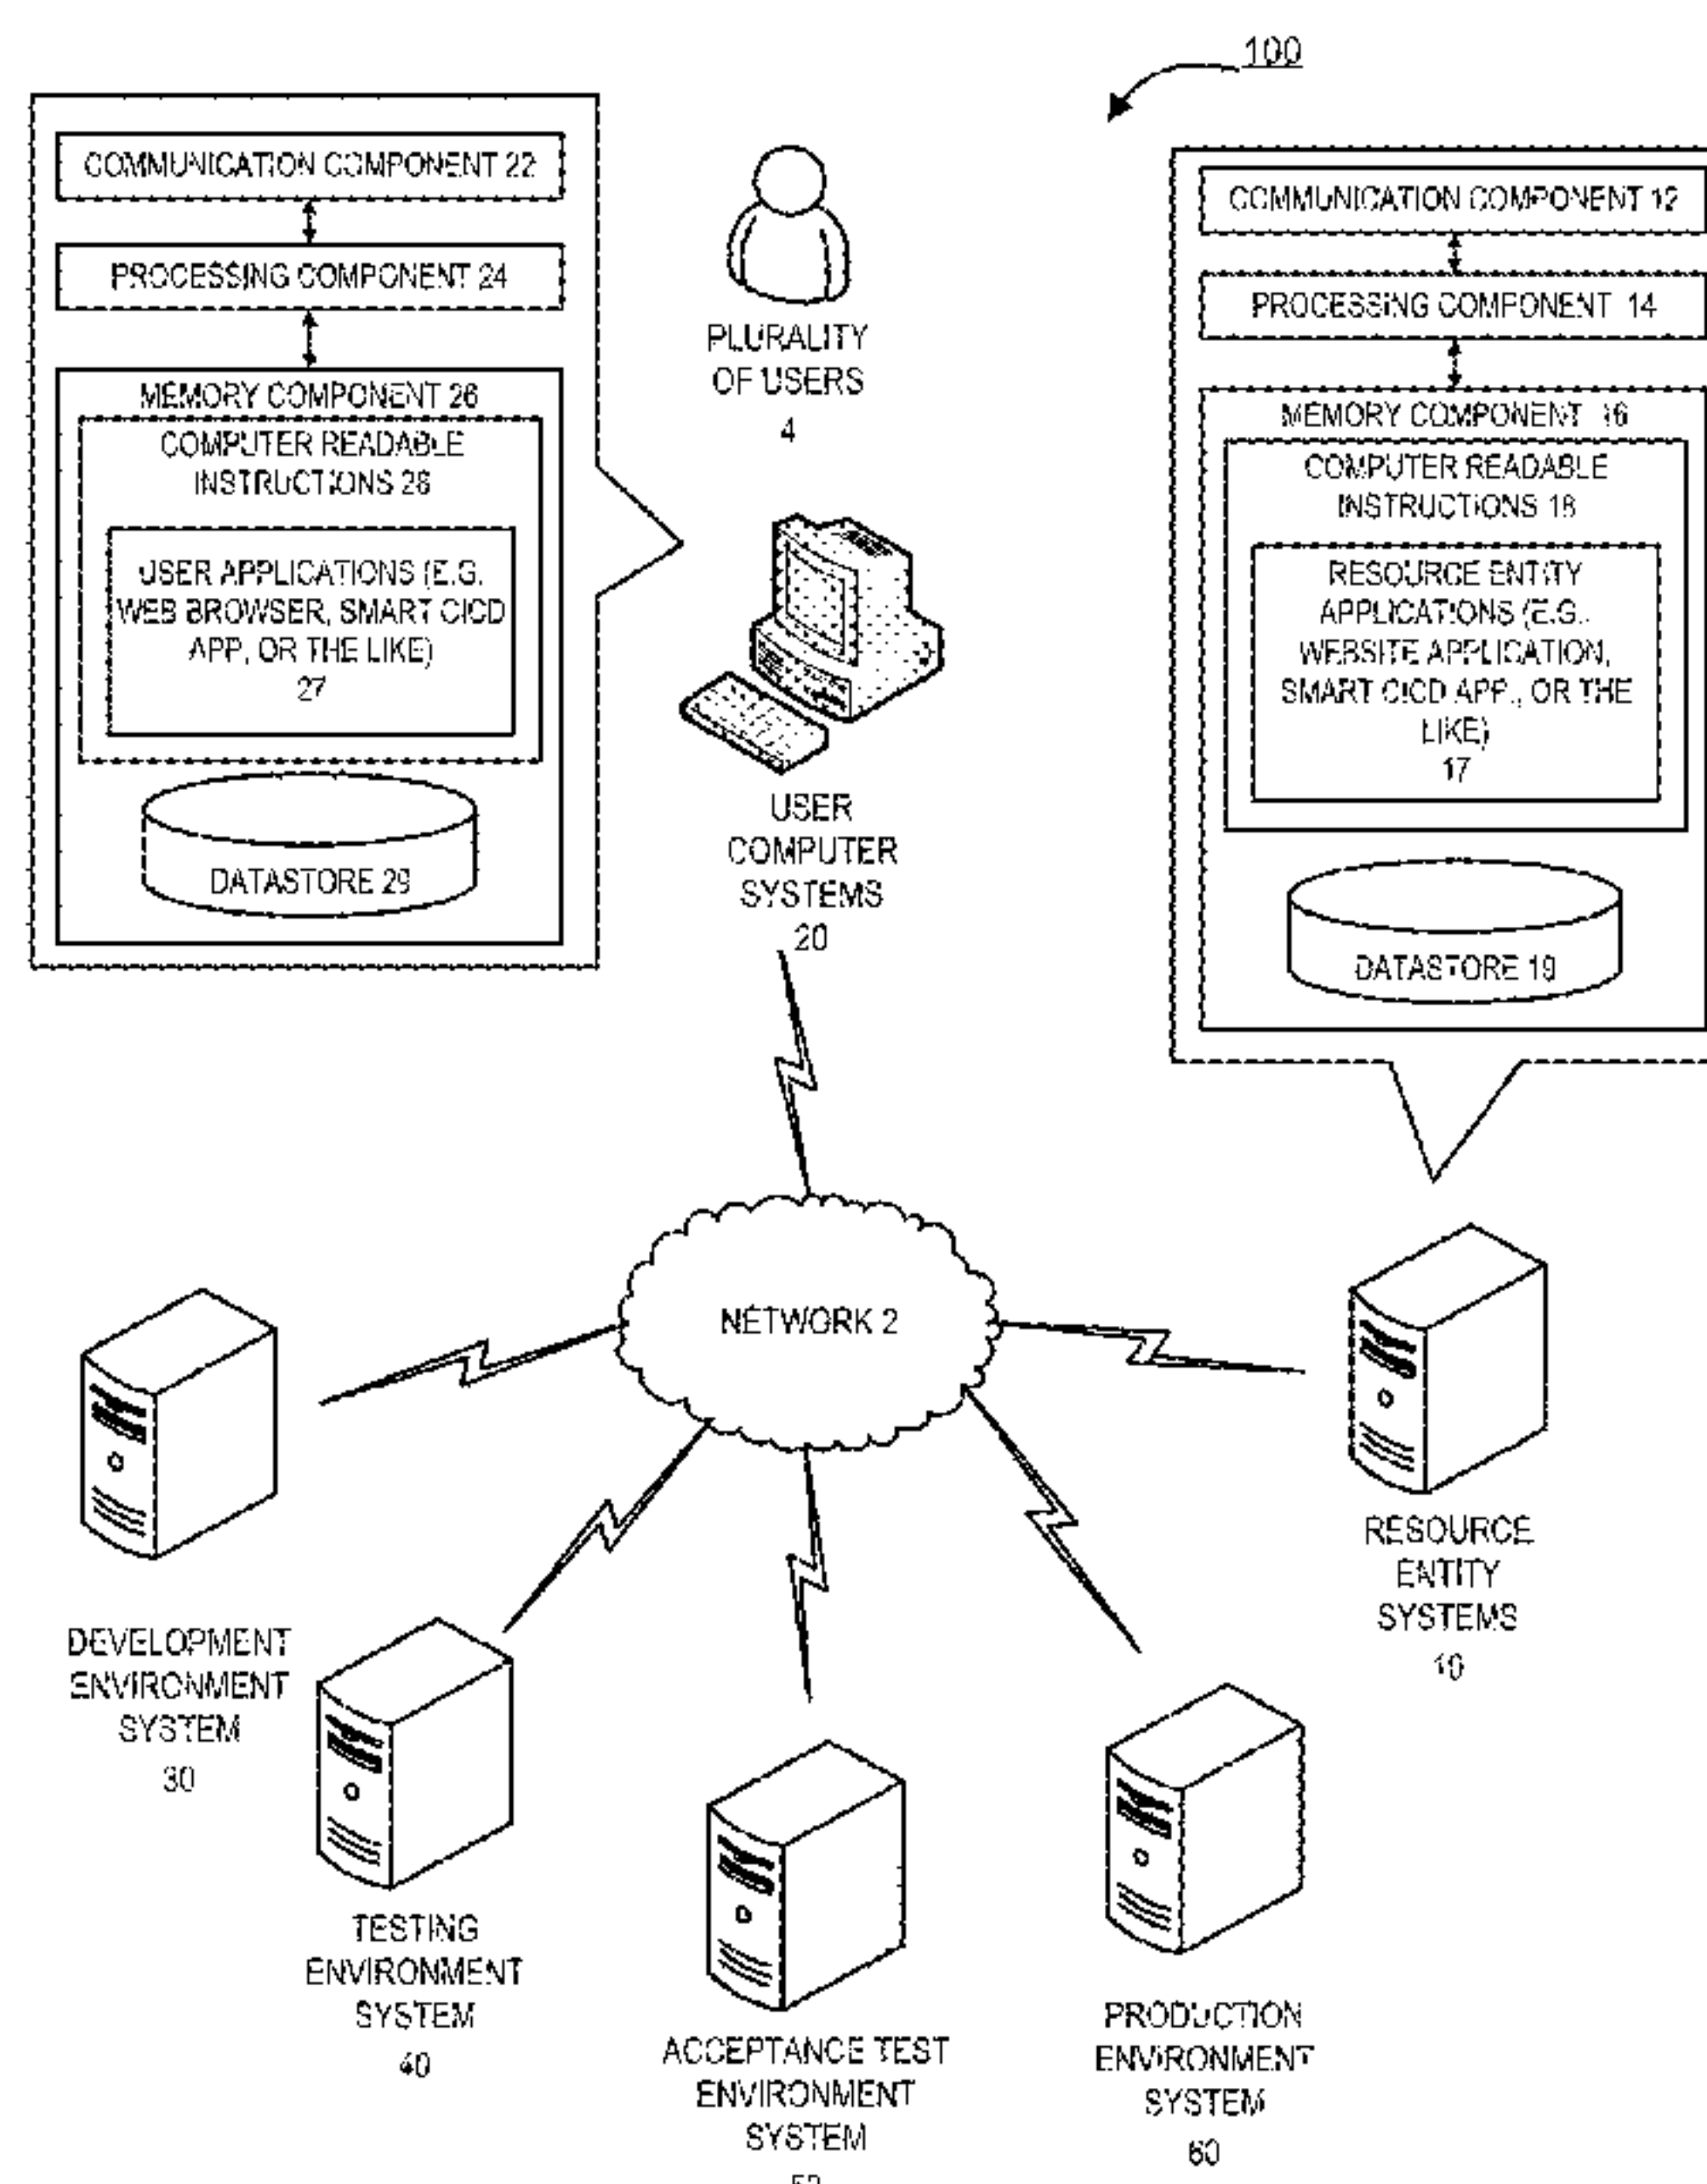 100
COMMUNICATION COMPONENT 22
PROCESSING COMPONENT 24
MEMORY COMPONENT 26
COMPUTER READABLE
INSTRUCTIONS 28
USER APPLICATIONS (E.G.
WEB BROWSER, SMART CICD
APP, OR THE LIKE)
27
DATASTORE 29
PLURALITY
OF USERS
4
USER
COMPUTER
SYSTEMS
20
COMMUNICATION COMPONENT 12
PROCESSING COMPONENT 14
MEMORY COMPONENT 16
COMPUTER READABLE
INSTRUCTIONS 18
RESOURCE ENTITY
APPLICATIONS (E.G.
WEBSITE APPLICATION,
SMART CICD APP., OR THE
LIKE)
17
DATASTORE 19
NETWORK 2
RESOURCE
ENTITY
SYSTEMS
10
DEVELOPMENT
ENVIRONMENT
SYSTEM
30
TESTING
ENVIRONMENT
SYSTEM
40
ACCEPTANCE TEST
ENVIRONMENT
SYSTEM
PRODUCTION
ENVIRONMENT
SYSTEM
60